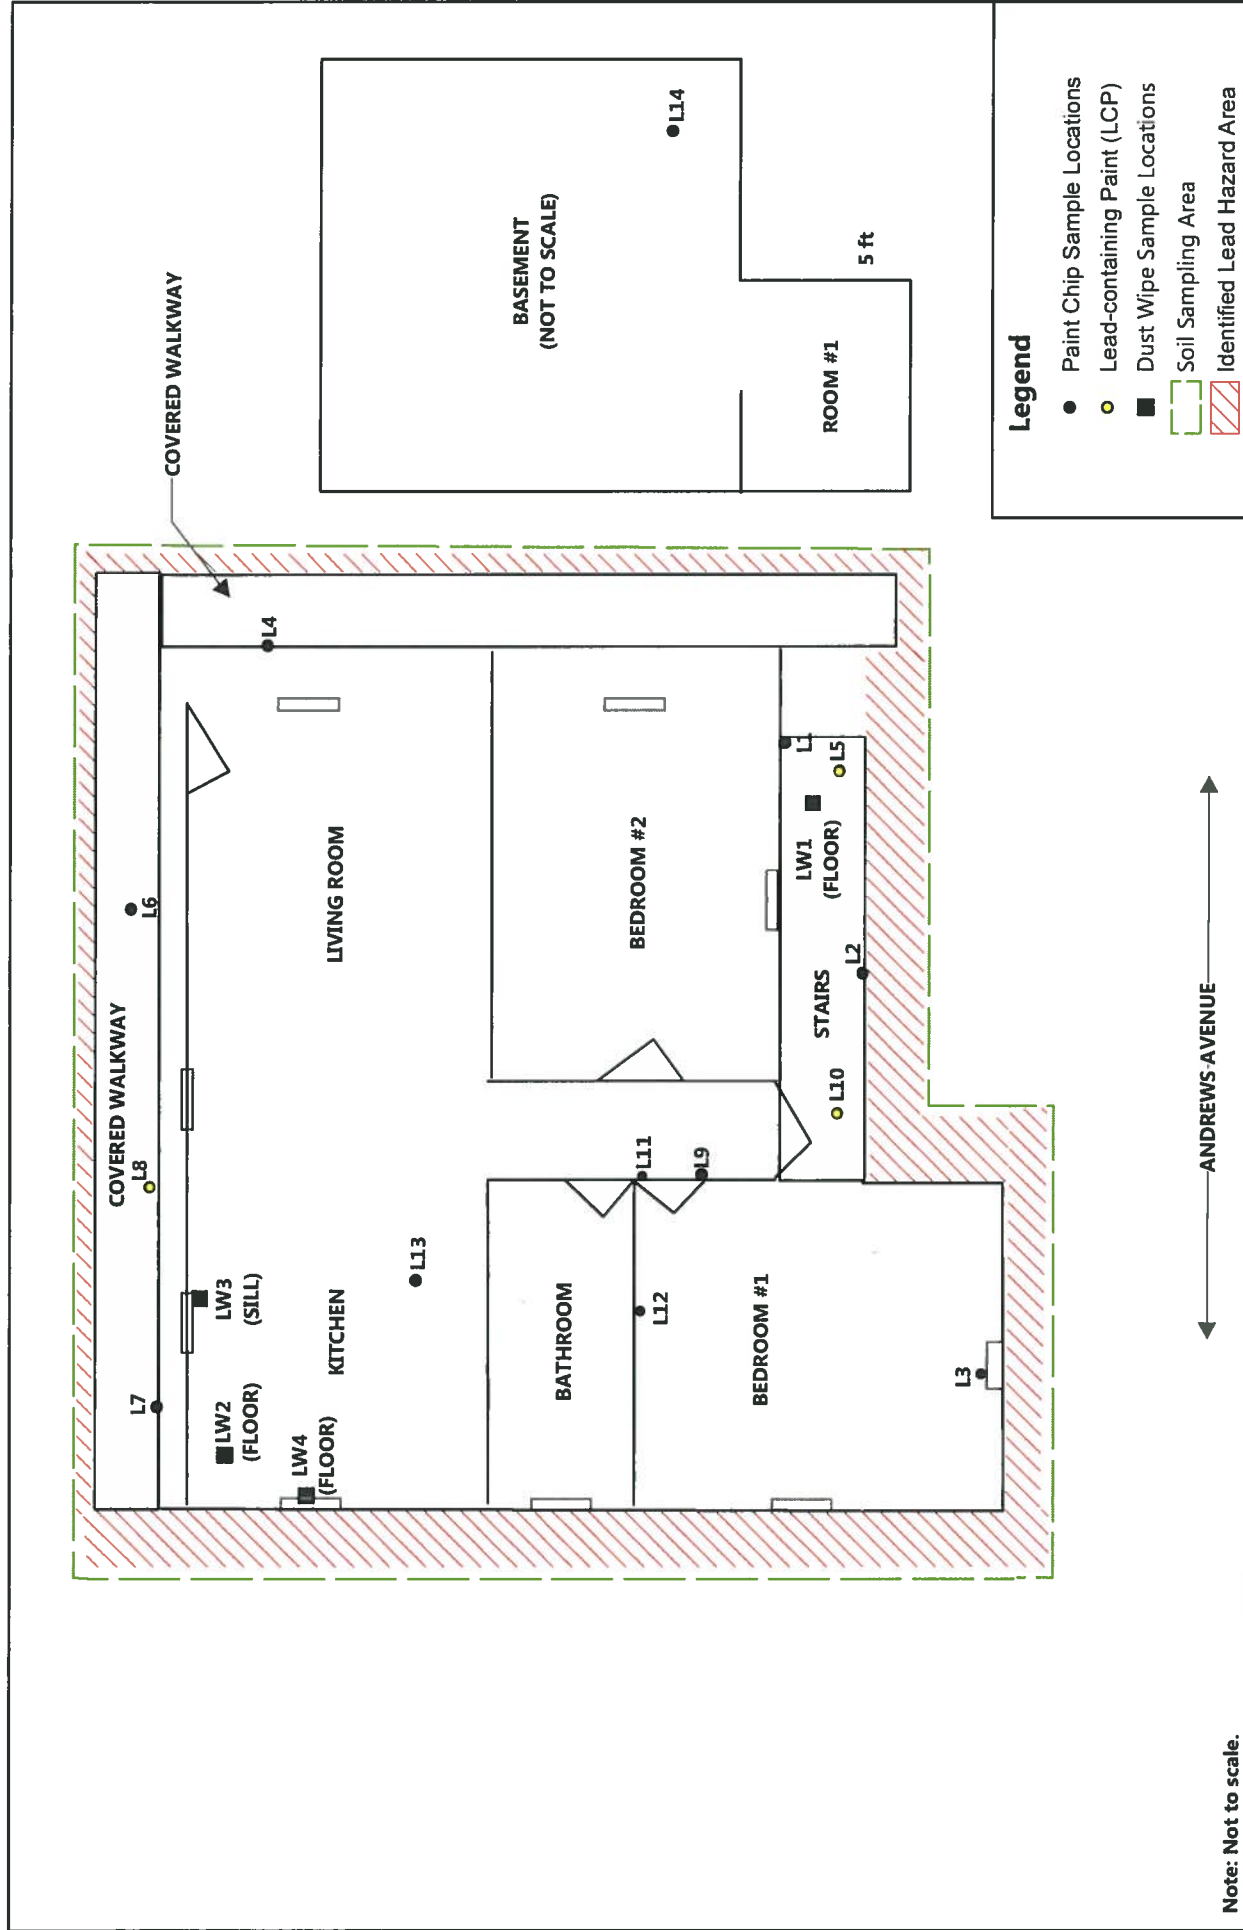 COVERED WALKWAY
COVERED WALKWAY
L6
L8
L7
L4
LW3
(SILL)
LW2
(FLOOR)
LW4
(FLOOR)
KITCHEN
LIVING ROOM
L13
BATHROOM
L12
L11
L9
BEDROOM #1
L3
BEDROOM #2
STAIRS
L10
L2
LW1
(FLOOR)
L1
L5
BASEMENT
(NOT TO SCALE)
L14
ROOM #1
5 ft
ANDREWS AVENUE
Note: Not to scale.
Legend
Paint Chip Sample Locations
Lead-containing Paint (LCP)
Dust Wipe Sample Locations
Soil Sampling Area
Identified Lead Hazard Area